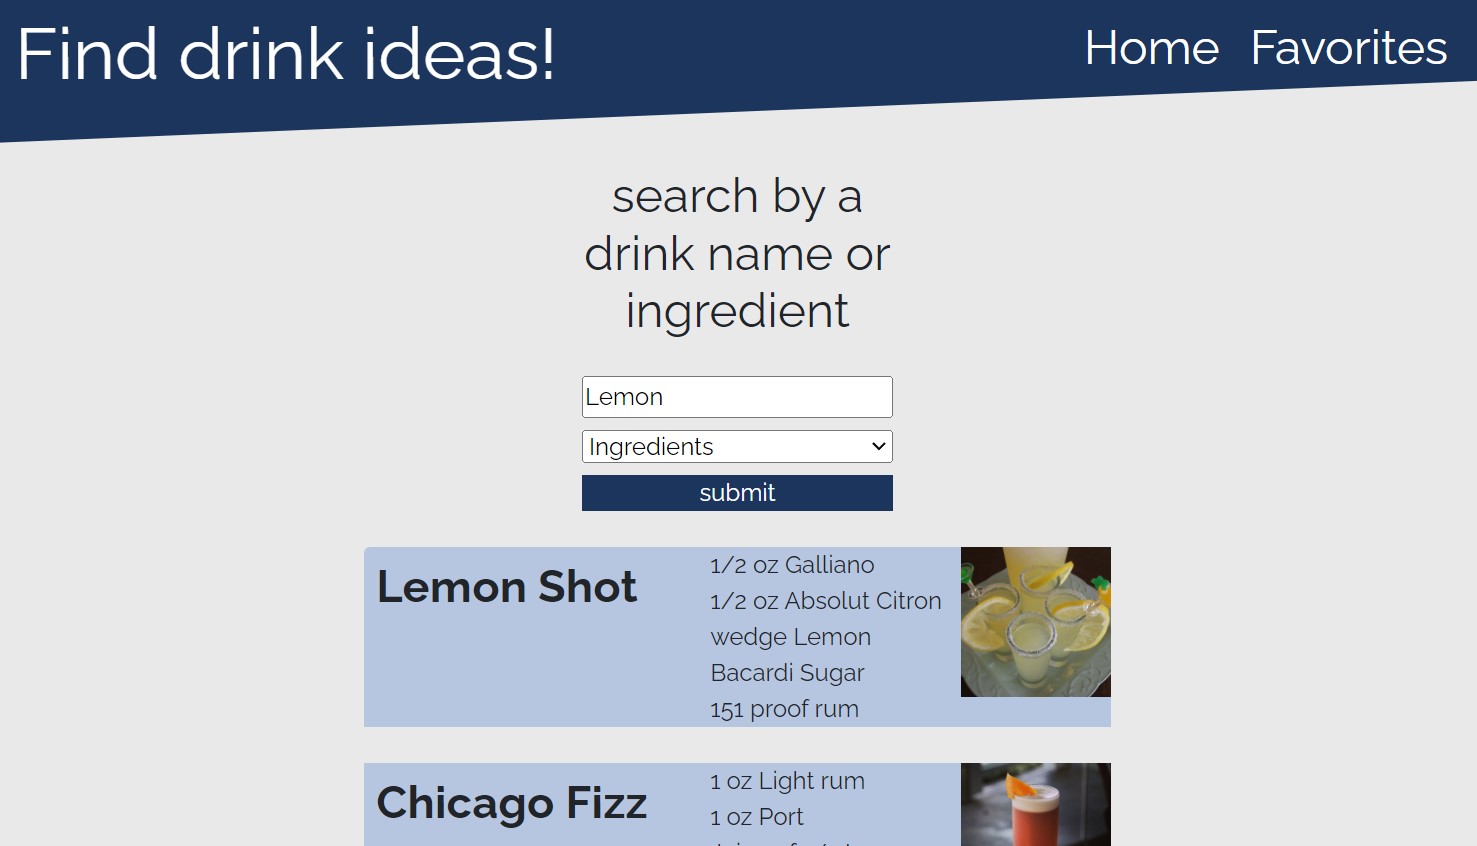 Find drink ideas!
Home Favorites
search by a
drink name or
ingredient
Lemon
Ingredients
submit
Lemon Shot
1/2 oz Galliano
1/2 oz Absolut Citron
wedge Lemon
Bacardi Sugar
151 proof rum
Chicago Fizz
1 oz Light rum
1 oz Port